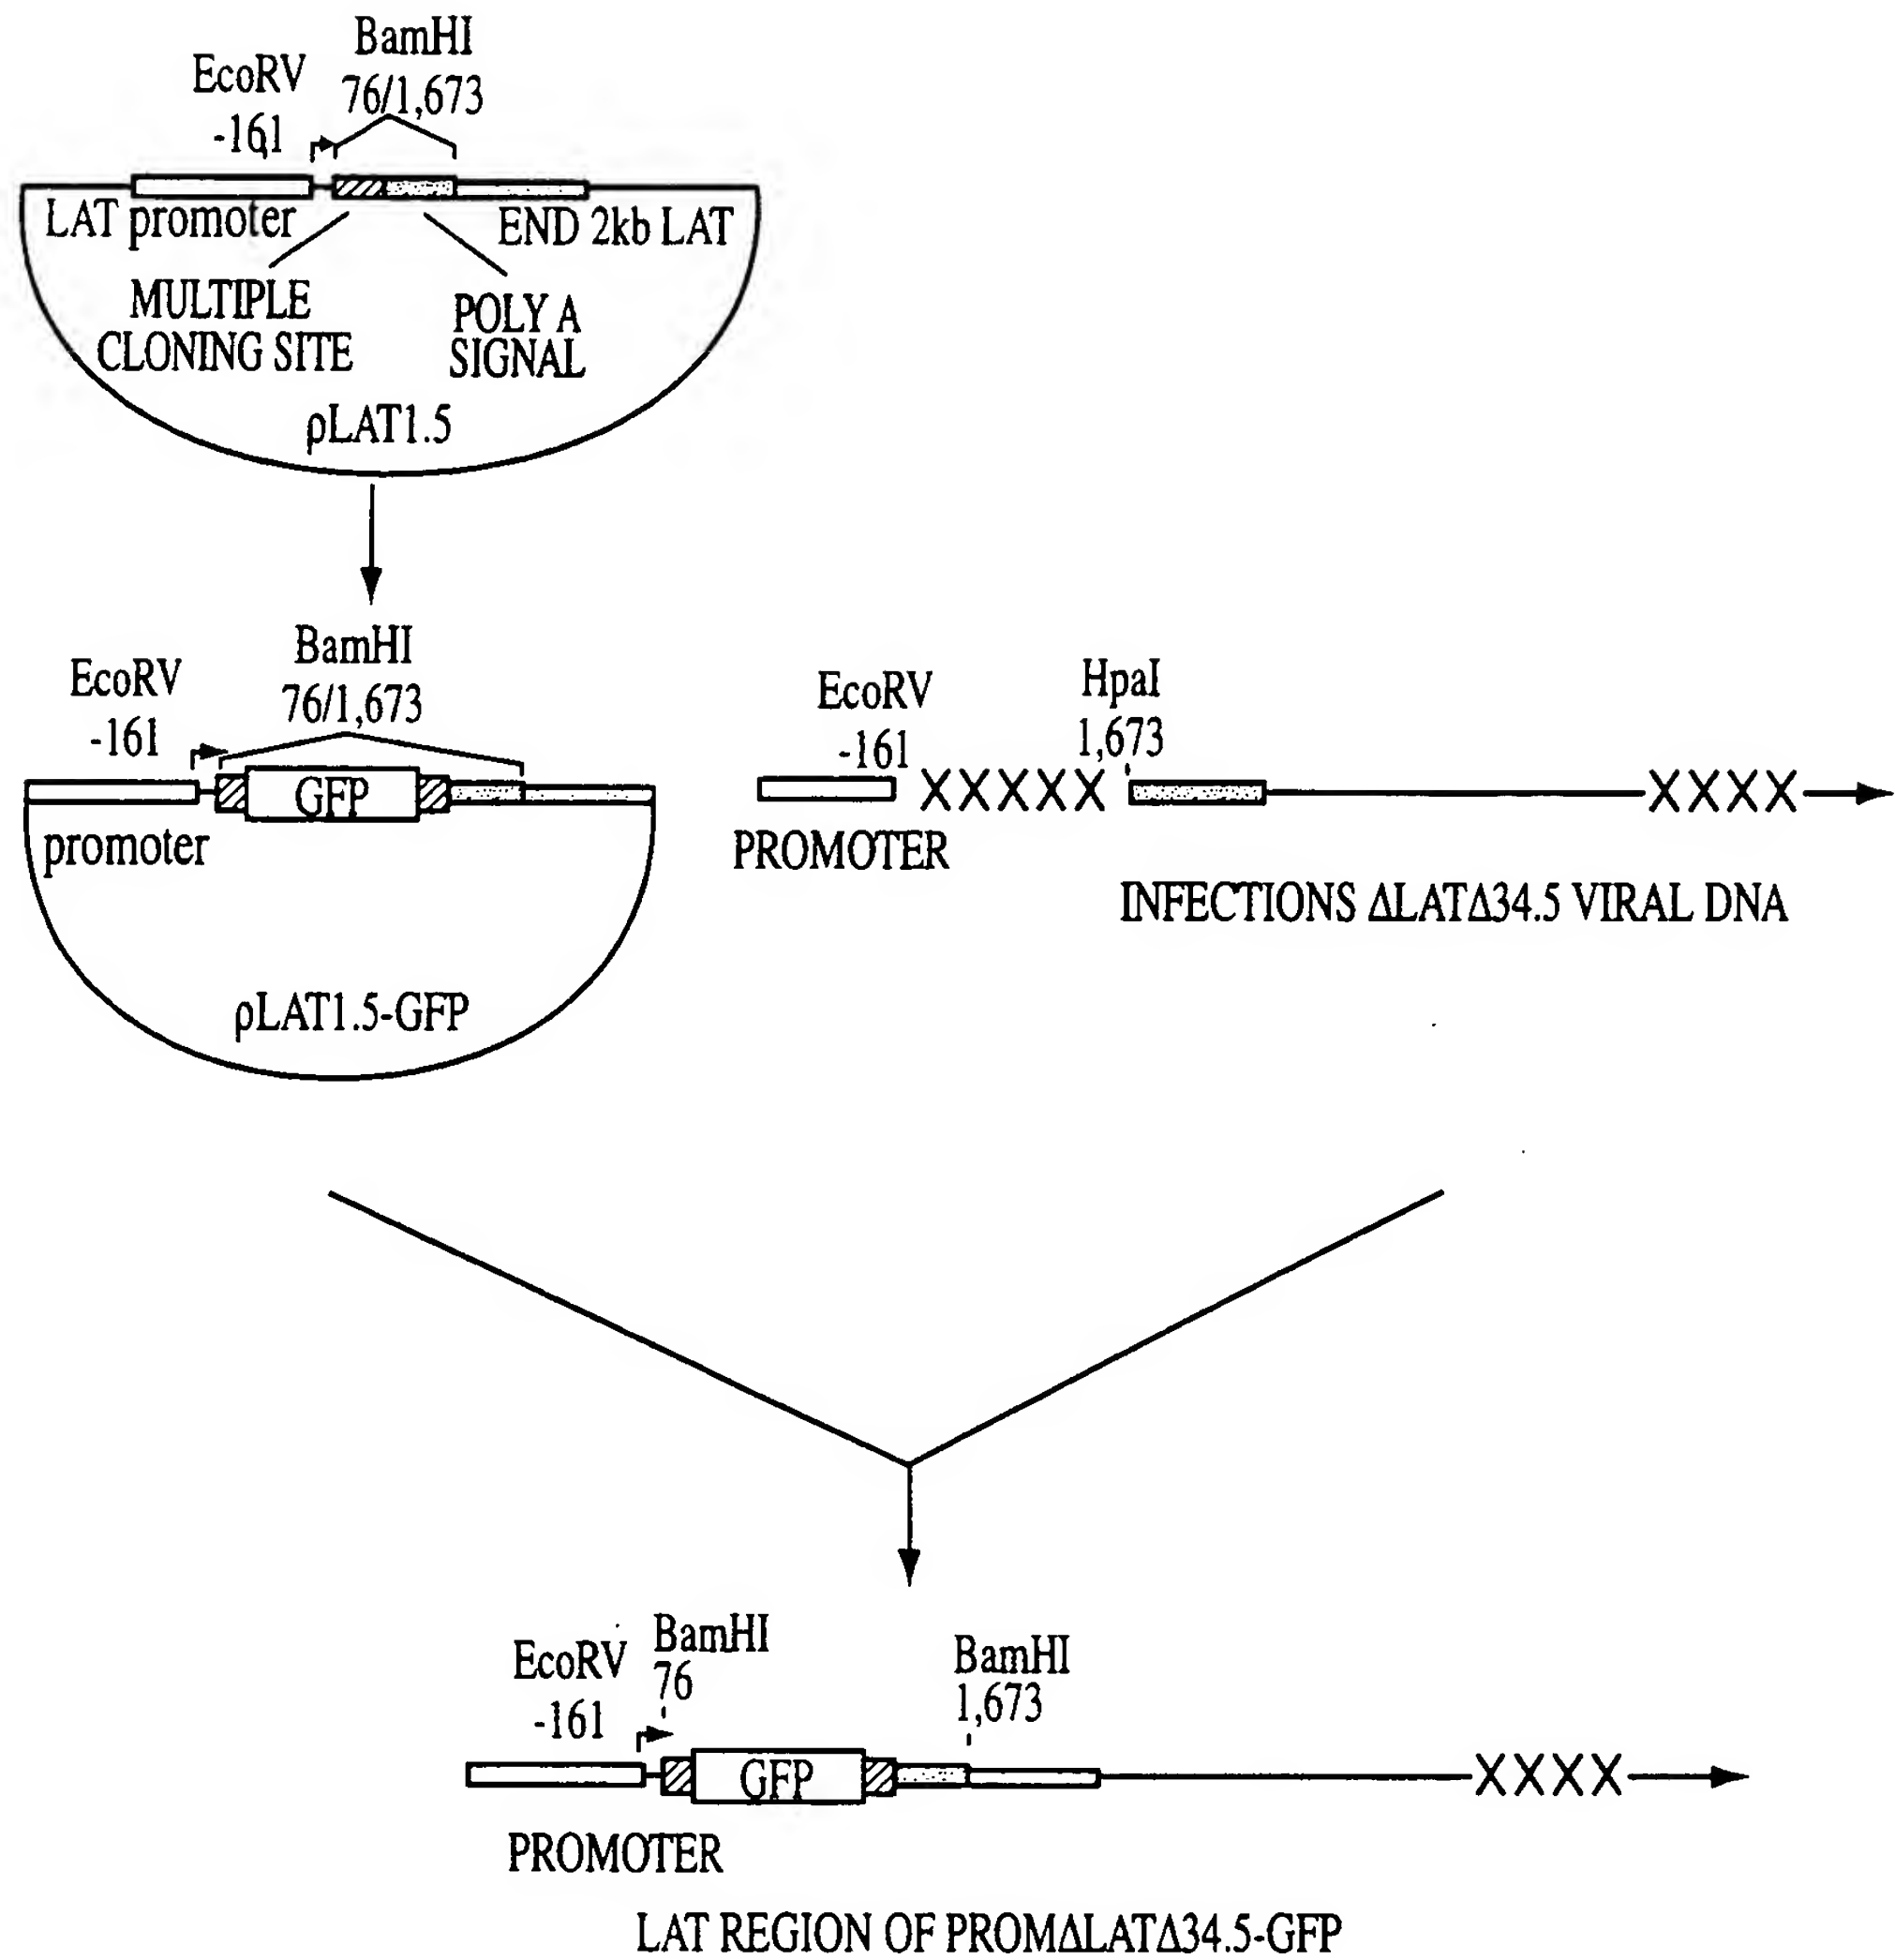 BamHI
EcoRV
76/1,673
-161
LAT promoter
END 2kb LAT
MULTIPLE
CLONING SITE
POLY A
SIGNAL
ρLAT1.5
BamHI
EcoRV
76/1,673
-161
GFP
promoter
ρLAT1.5-GFP
EcoRV
-161
HpaI
1,673
XXXXX
XXXX
PROMOTER
INFECTIONS ΔLATΔ34.5 VIRAL DNA
EcoRV
-161
BamHI
76
BamHI
1,673
GFP
XXXX
PROMOTER
LAT REGION OF PROMΔLATΔ34.5-GFP